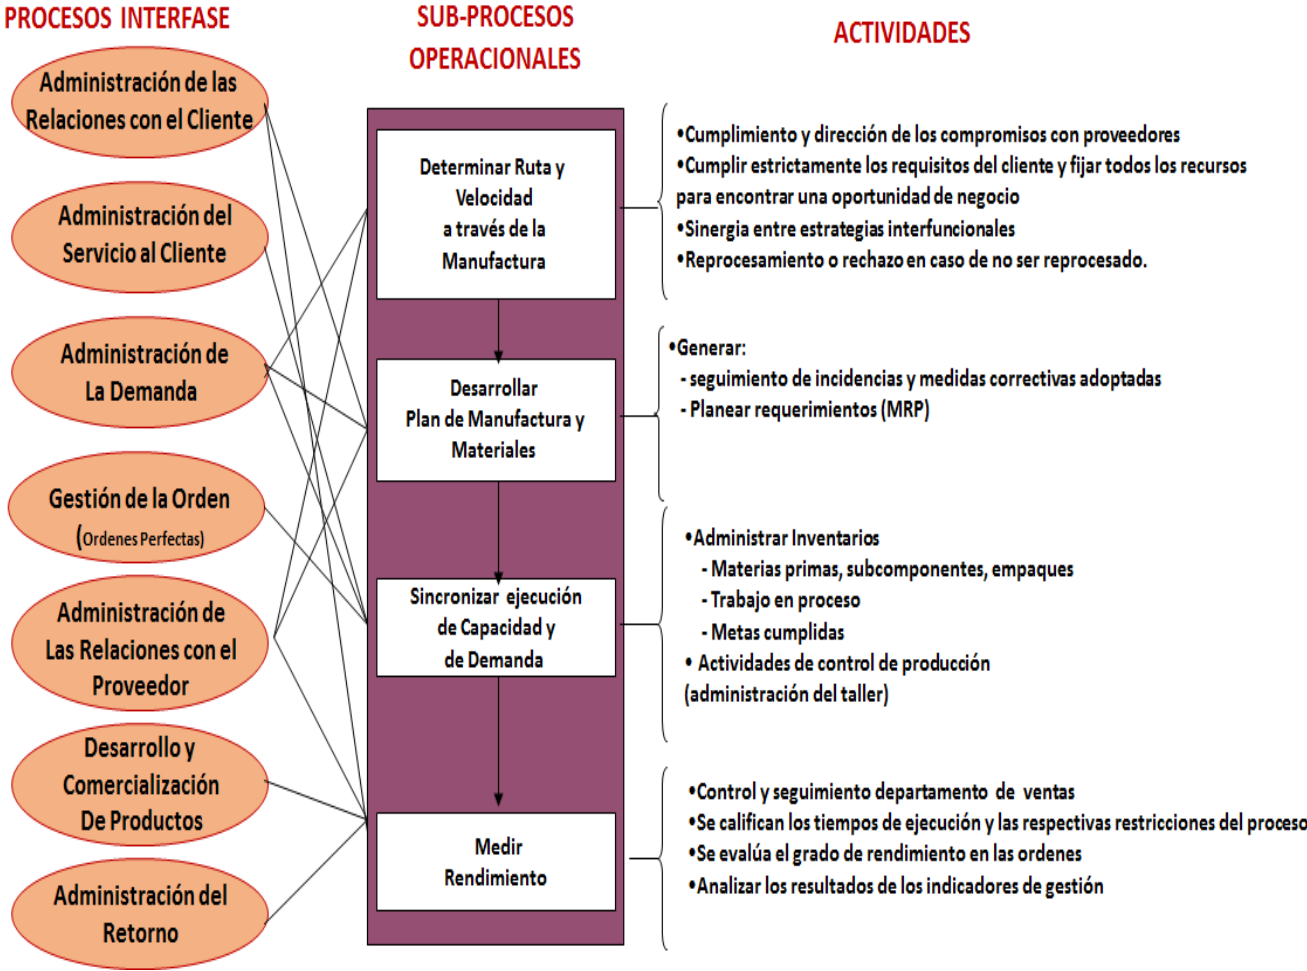 PROCESOS INTERFASE
Administración de las
Relaciones con el Cliente
Administración del
Servicio al Cliente
Administración de
La Demanda
Gestión de la Orden
(Ordenes Perfectas)
Administración de
Las Relaciones con el
Proveedor
Desarrollo y
Comercialización
De Productos
Administración del
Retorno
SUB-PROCESOS
OPERACIONALES
Determinar Ruta y
Velocidad
a través de la
Manufactura
Desarrollar
Plan de Manufactura y
Materiales
Sincronizar ejecución
de Capacidad y
de Demanda
Medir
Rendimiento
ACTIVIDADES
•Cumplimiento y dirección de los compromisos con proveedores
•Cumplir estrictamente los requisitos del cliente y fijar todos los recursos
para encontrar una oportunidad de negocio
•Sinergia entre estrategias interfuncionales
•Reprocesamiento o rechazo en caso de no ser reprocesado.
•Generar:
- seguimiento de incidencias y medidas correctivas adoptadas
- Planear requerimientos (MRP)
•Administrar Inventarios
- Materias primas, subcomponentes, empaques
- Trabajo en proceso
- Metas cumplidas
• Actividades de control de producción
(administración del taller)
•Control y seguimiento departamento de ventas
•Se califican los tiempos de ejecución y las respectivas restricciones del proceso
•Se evalúa el grado de rendimiento en las ordenes
•Analizar los resultados de los indicadores de gestión